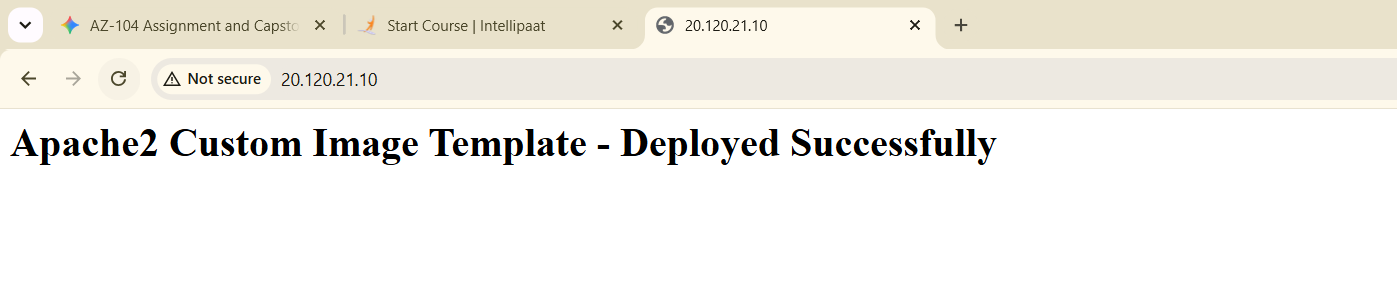 AZ-104 Assignment and Capsto
Start Course | Intellipaat
20.120.21.10
Not secure
20.120.21.10
Apache2 Custom Image Template - Deployed Successfully